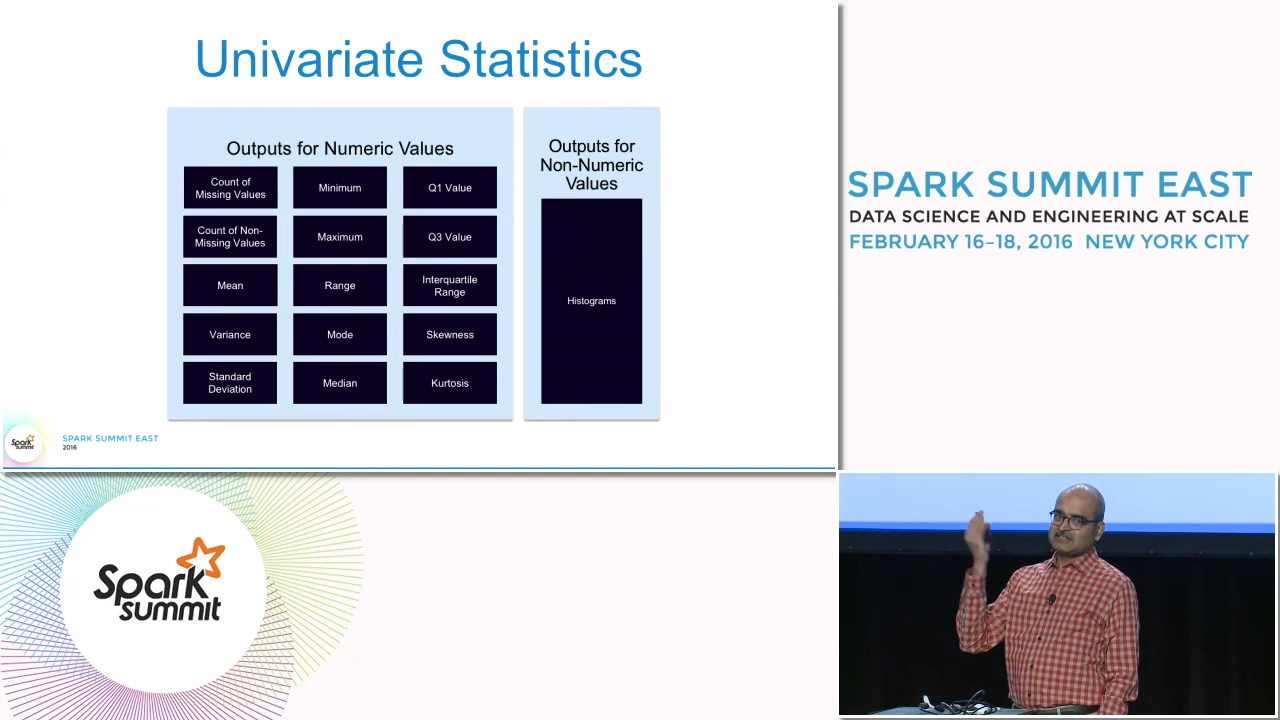 Univariate Statistics
Outputs for Numeric Values
Count of
Missing Values
Minimum
Q1 Value
Count of Non-
Missing Values
Maximum
Q3 Value
Mean
Range
Interquartile
Range
Variance
Mode
Skewness
Standard
Deviation
Median
Kurtosis
Outputs for
Non-Numeric
Values
Histograms
Spark
summit
SPARK SUMMIT EAST
2016
SPARK SUMMIT EAST
DATA SCIENCE AND ENGINEERING AT SCALE
FEBRUARY 16–18, 2016 NEW YORK CITY
Spark
summit